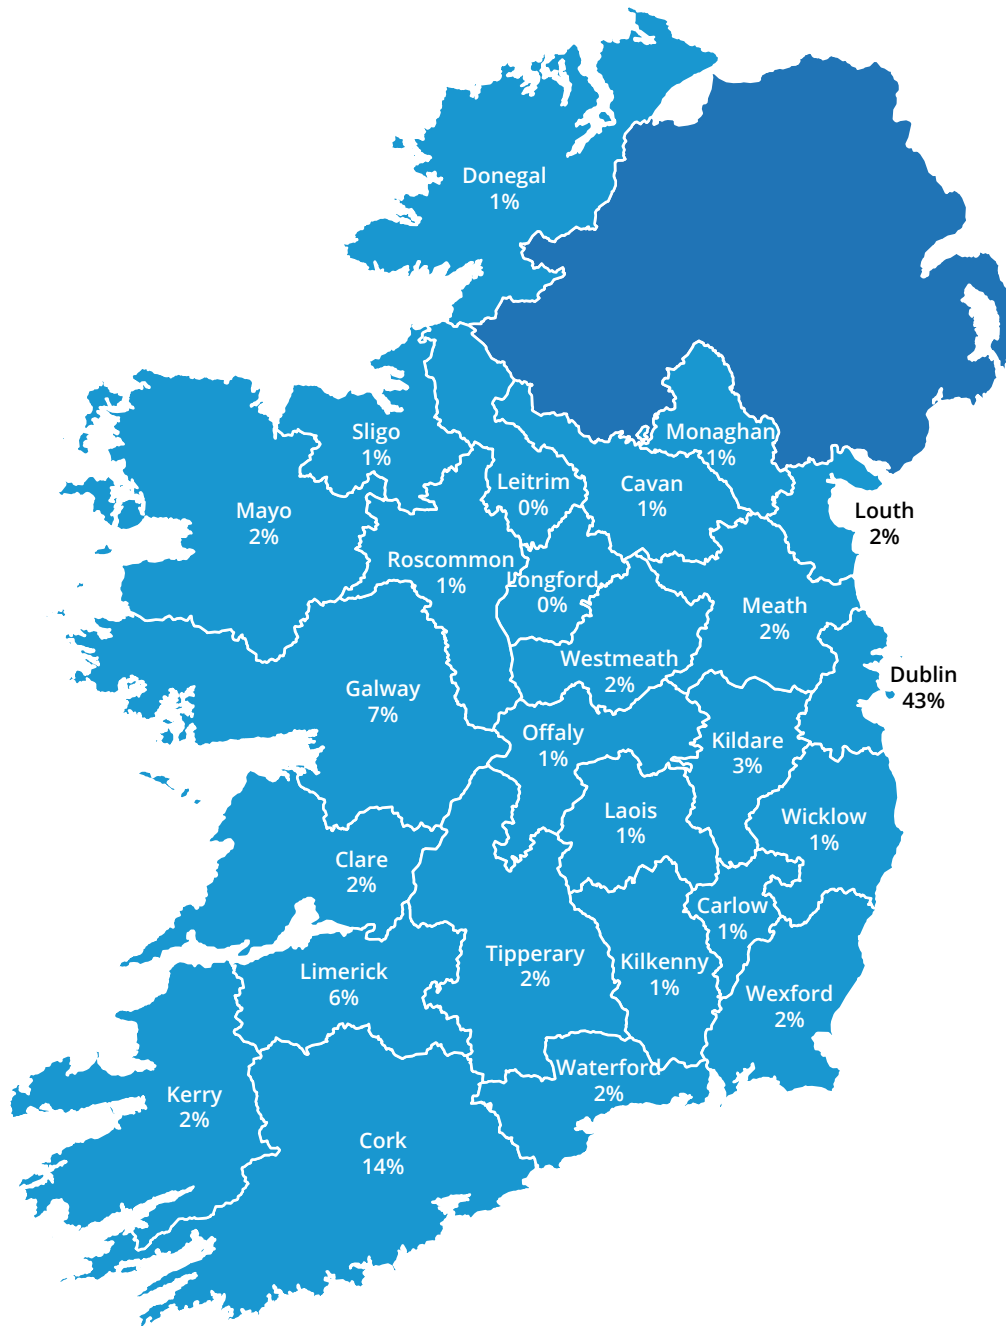 Donegal
1%
Sligo
1%
Monaghan
1%
Leitrim
0%
Cavan
1%
Mayo
2%
Louth
2%
Roscommon
1%
Longford
0%
Meath
2%
Westmeath
2%
Dublin
43%
Galway
7%
Offaly
1%
Kildare
3%
Laois
1%
Wicklow
1%
Clare
2%
Carlow
1%
Tipperary
2%
Kilkenny
1%
Limerick
6%
Wexford
2%
Waterford
2%
Kerry
2%
Cork
14%